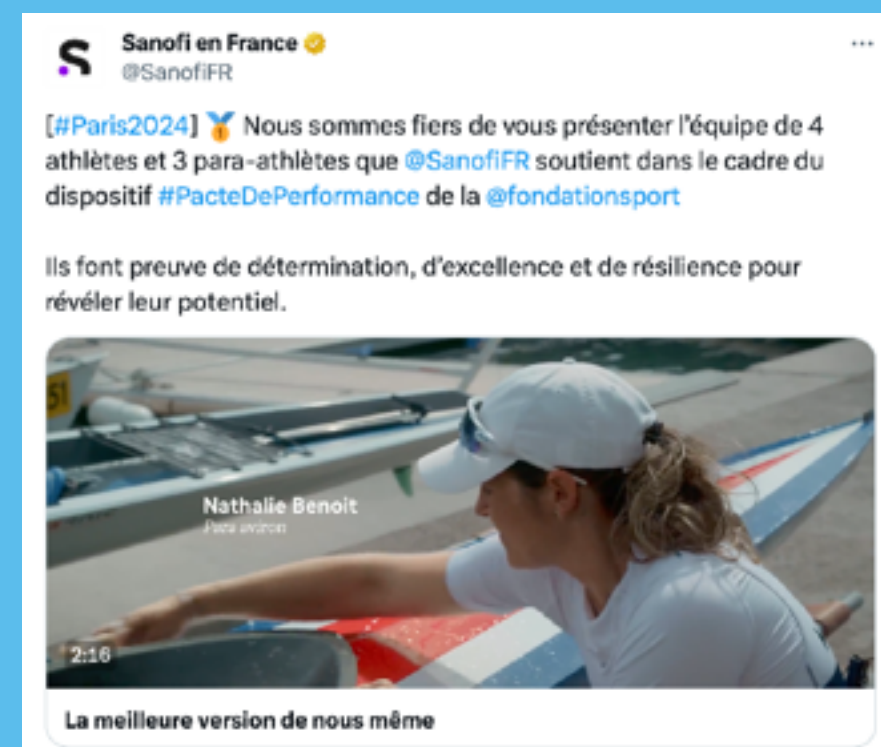 Sanofi en France
@SanofiFR
[#Paris2024] 🥇 Nous sommes fiers de vous présenter l'équipe de 4
athlètes et 3 para-athlètes que @SanofiFR soutient dans le cadre du
dispositif #PacteDePerformance de la @fondationsport
Ils font preuve de détermination, d'excellence et de résilience pour
révéler leur potentiel.
51
Nathalie Benoit
Para aviron
2:16
La meilleure version de nous même